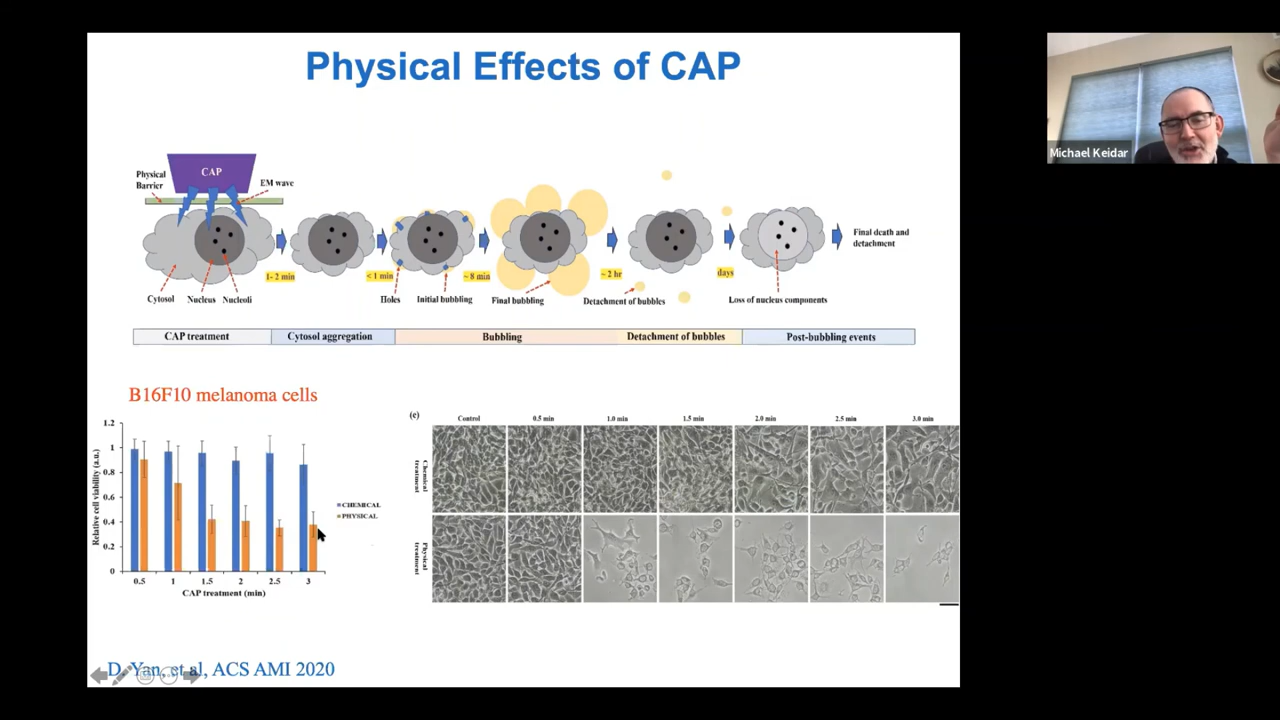 Physical Effects of CAP
Michael Keidar
Physical
Barrier
CAP
EM wave
1- 2 min
< 1 min
~ 8 min
~ 2 hr
days
Final death and
detachment
Cytosol
Nucleus
Nucleoli
Holes
Initial bubbling
Final bubbling
Detachment of bubbles
Loss of nucleus components
CAP treatment
Cytosol aggregation
Bubbling
Detachment of bubbles
Post-bubbling events
B16F10 melanoma cells
Relative cell viability (a.u.)
1.2
1
0.8
0.6
0.4
0.2
0
0.5
1
1.5
2
2.5
3
CAP treatment (min)
CHEMICAL
PHYSICAL
(c)
Control
0.5 min
1.0 min
1.5 min
2.0 min
2.5 min
3.0 min
Chemical
treatment
Physical
treatment
D. Yan, et al, ACS AMI 2020